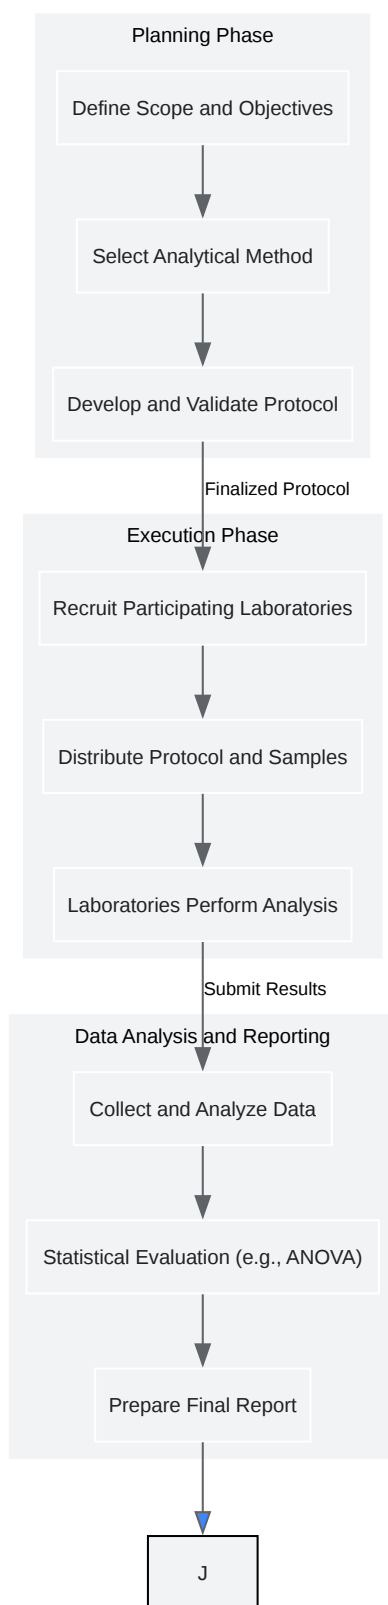 Planning Phase
Define Scope and Objectives
Select Analytical Method
Develop and Validate Protocol
Finalized Protocol
Execution Phase
Recruit Participating Laboratories
Distribute Protocol and Samples
Laboratories Perform Analysis
Submit Results
Data Analysis and Reporting
Collect and Analyze Data
Statistical Evaluation (e.g., ANOVA)
Prepare Final Report
J